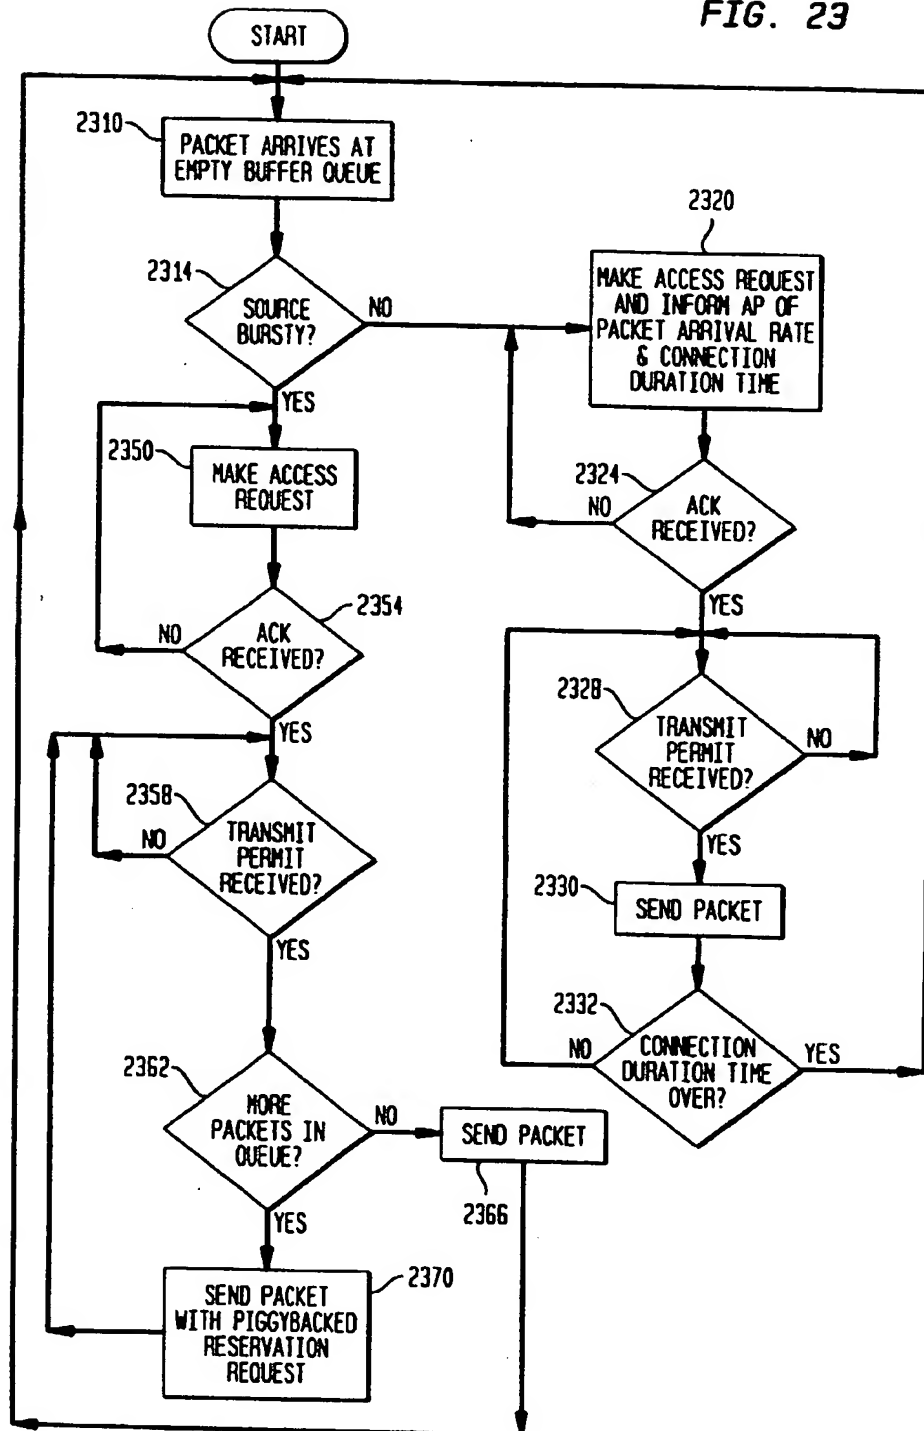 FIG. 23
START
2310
PACKET ARRIVES AT
EMPTY BUFFER QUEUE
2314
SOURCE
BURSTY?
NO
YES
2320
MAKE ACCESS REQUEST
AND INFORM AP OF
PACKET ARRIVAL RATE
& CONNECTION
DURATION TIME
2324
ACK
RECEIVED?
NO
YES
2350
MAKE ACCESS
REQUEST
2354
ACK
RECEIVED?
NO
YES
2328
TRANSMIT
PERMIT
RECEIVED?
NO
YES
2330
SEND PACKET
2332
CONNECTION
DURATION TIME
OVER?
NO
YES
2358
TRANSMIT
PERMIT
RECEIVED?
NO
YES
2362
MORE
PACKETS IN
QUEUE?
NO
YES
SEND PACKET
2366
2370
SEND PACKET
WITH PIGGYBACKED
RESERVATION
REQUEST